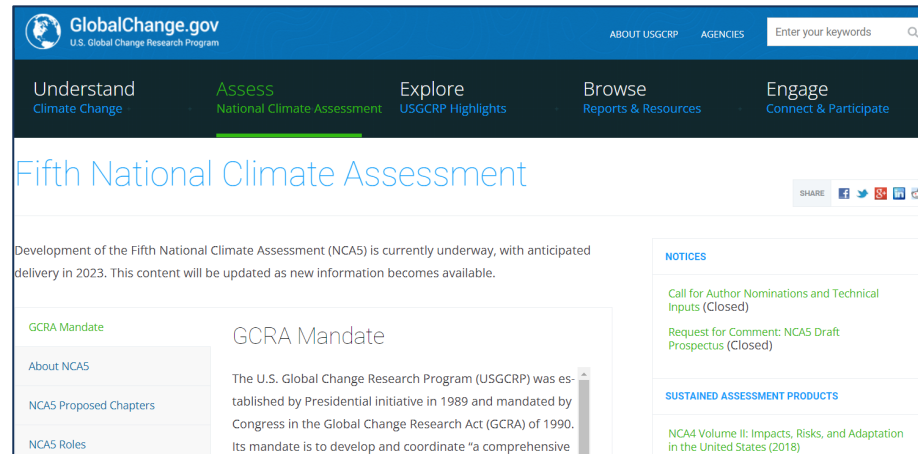 GlobalChange.gov
U.S. Global Change Research Program
ABOUT USGCRP
AGENCIES
Enter your keywords
Understand
Climate Change
Assess
National Climate Assessment
Explore
USGCRP Highlights
Browse
Reports & Resources
Engage
Connect & Participate
Fifth National Climate Assessment
SHARE
Development of the Fifth National Climate Assessment (NCA5) is currently underway, with anticipated
delivery in 2023. This content will be updated as new information becomes available.
GCRA Mandate
About NCA5
NCA5 Proposed Chapters
NCA5 Roles
GCRA Mandate
The U.S. Global Change Research Program (USGCRP) was es-
tablished by Presidential initiative in 1989 and mandated by
Congress in the Global Change Research Act (GCRA) of 1990.
Its mandate is to develop and coordinate “a comprehensive
NOTICES
Call for Author Nominations and Technical
Inputs (Closed)
Request for Comment: NCA5 Draft
Prospectus (Closed)
SUSTAINED ASSESSMENT PRODUCTS
NCA4 Volume II: Impacts, Risks, and Adaptation
in the United States (2018)